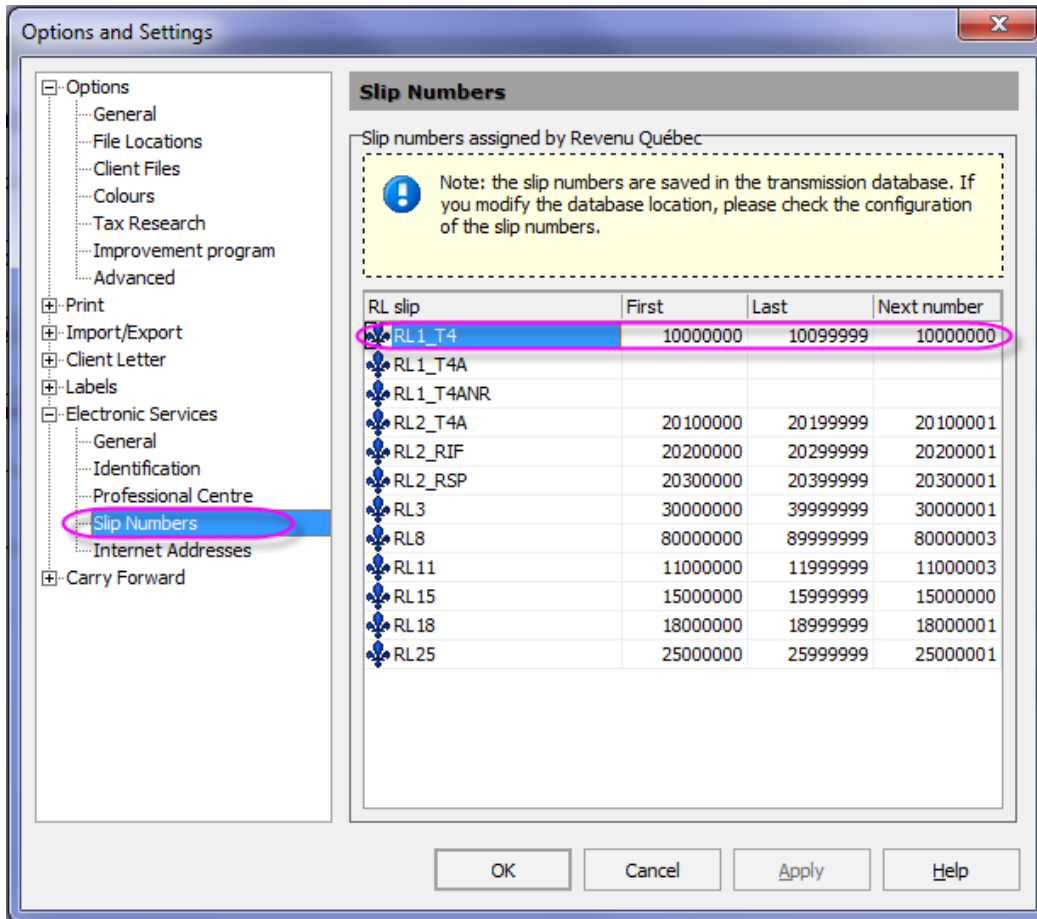 Options and Settings
Options
General
File Locations
Client Files
Colours
Tax Research
Improvement program
Advanced
Print
Import/Export
Client Letter
Labels
Electronic Services
General
Identification
Professional Centre
Slip Numbers
Internet Addresses
Carry Forward
Slip Numbers
Slip numbers assigned by Revenu Québec
Note: the slip numbers are saved in the transmission database. If
you modify the database location, please check the configuration
of the slip numbers.
RL slip First Last Next number
RL1_T4 10000000 10099999 10000000
RL1_T4A
RL1_T4ANR
RL2_T4A 20100000 20199999 20100001
RL2_RIF 20200000 20299999 20200001
RL2_RSP 20300000 20399999 20300001
RL3 30000000 39999999 30000001
RL8 80000000 89999999 80000003
RL11 11000000 11999999 11000003
RL15 15000000 15999999 15000000
RL18 18000000 18999999 18000001
RL25 25000000 25999999 25000001
OK Cancel Apply Help